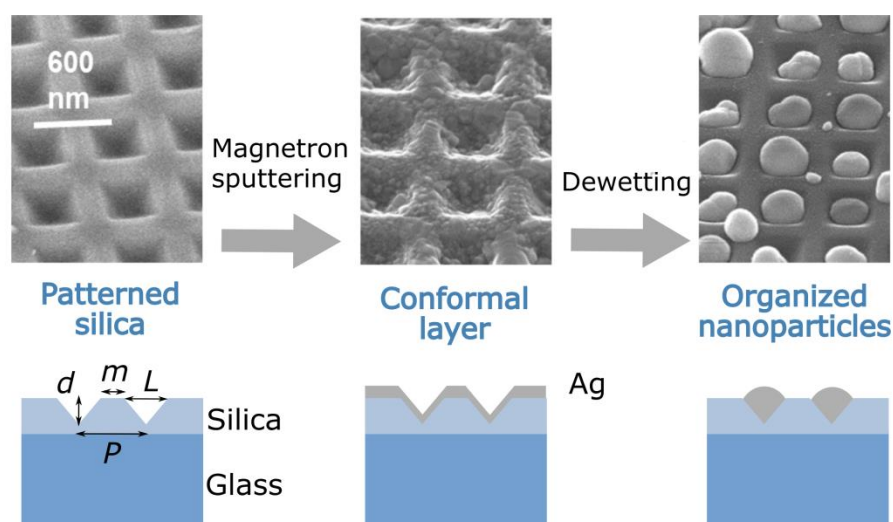 600
nm
Magnetron
sputtering
Dewetting
Patterned
silica
Conformal
layer
Organized
nanoparticles
d
m
L
P
Silica
Glass
Ag